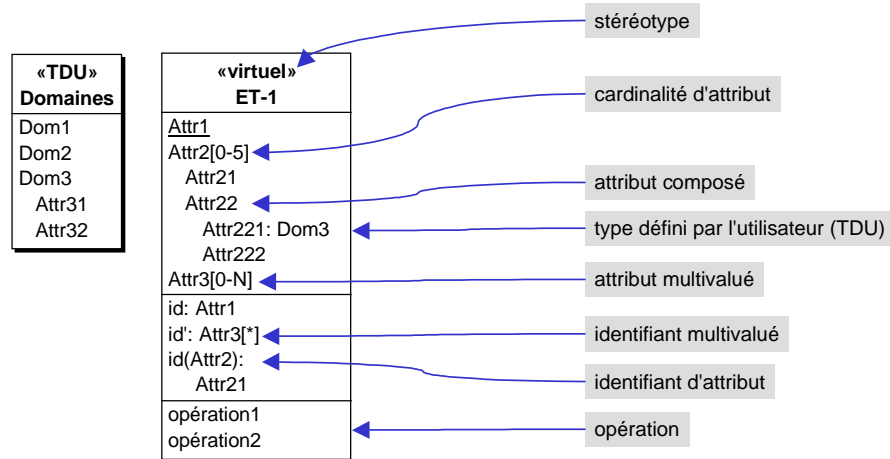 «TDU»
Domaines
Dom1
Dom2
Dom3
Attr31
Attr32
«virtuel»
ET-1
Attr1
Attr2[0-5]
Attr21
Attr22
Attr221: Dom3
Attr222
Attr3[0-N]
id: Attr1
id': Attr3[*]
id(Attr2):
Attr21
opération1
opération2
stéréotype
cardinalité d'attribut
attribut composé
type défini par l'utilisateur (TDU)
attribut multivalué
identifiant multivalué
identifiant d'attribut
opération